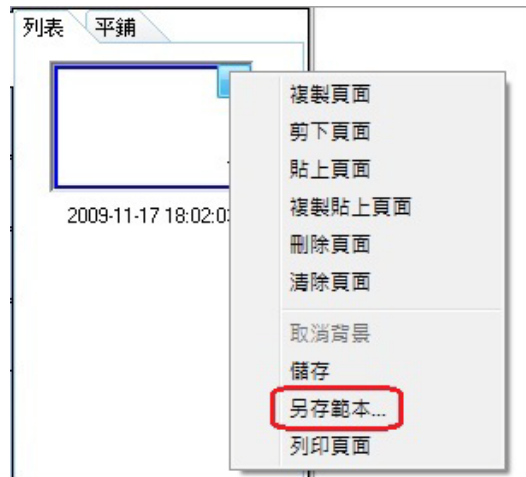 列表 平鋪
2009-11-17 18:02:03
複製頁面
剪下頁面
貼上頁面
複製貼上頁面
刪除頁面
清除頁面
取消背景
儲存
另存範本...
列印頁面